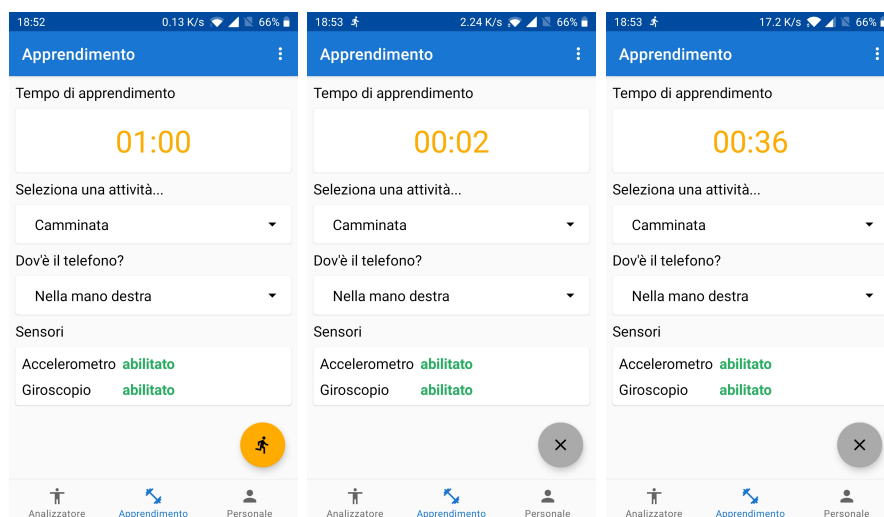 18:52 0.13 K/s 66%
Apprendimento
Tempo di apprendimento
01:00
Seleziona una attività...
Camminata
Dov'è il telefono?
Nella mano destra
Sensori
Accelerometro abilitato
Giroscopio abilitato
Analizzatore Apprendimento Personale
18:53 2.24 K/s 66%
Apprendimento
Tempo di apprendimento
00:02
Seleziona una attività...
Camminata
Dov'è il telefono?
Nella mano destra
Sensori
Accelerometro abilitato
Giroscopio abilitato
Analizzatore Apprendimento Personale
18:53 17.2 K/s 66%
Apprendimento
Tempo di apprendimento
00:36
Seleziona una attività...
Camminata
Dov'è il telefono?
Nella mano destra
Sensori
Accelerometro abilitato
Giroscopio abilitato
Analizzatore Apprendimento Personale